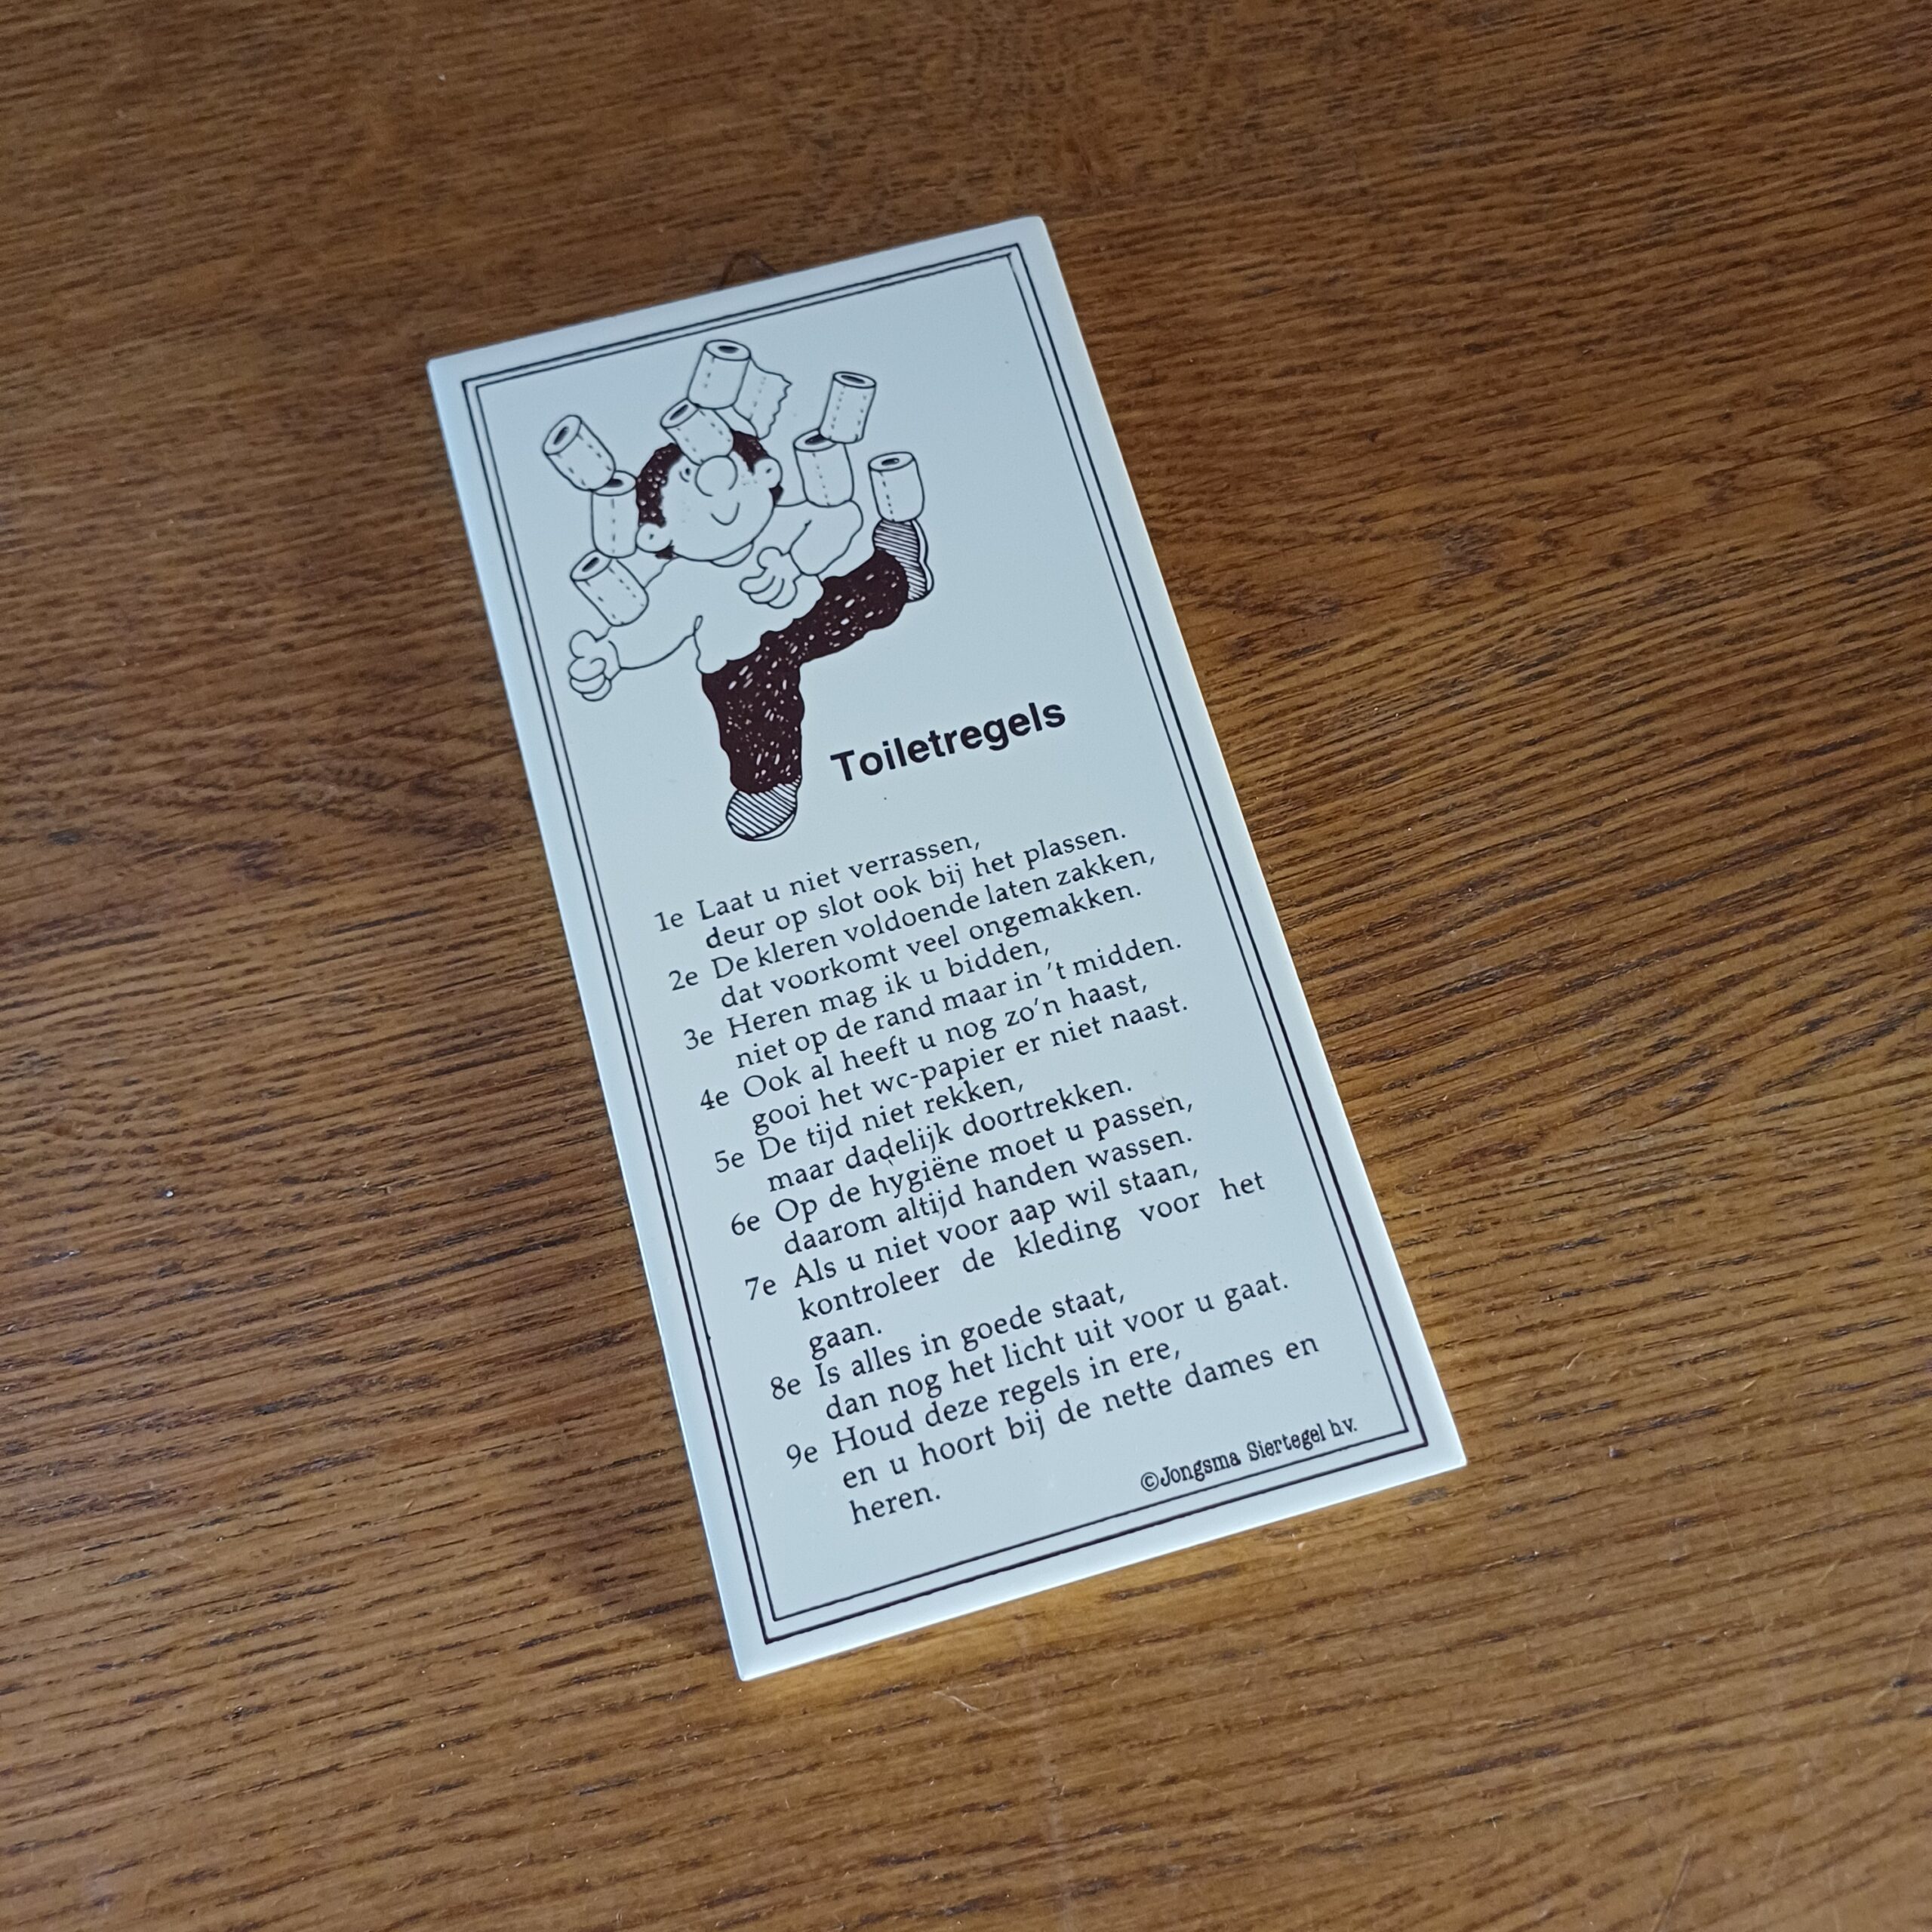 Toiletregels
1e Laat u niet verrassen,
deur op slot ook bij het plassen.
2e De kleren voldoende laten zakken,
dat voorkomt veel ongemakken.
3e Heren mag ik u bidden,
niet op de rand maar in 't midden.
4e Ook al heeft u nog zo'n haast,
gooi het wc-papier er niet naast.
5e De tijd niet rekken,
maar dadelijk doortrekken.
6e Op de hygiëne moet u passen,
daarom altijd handen wassen.
7e Als u niet voor aap wil staan,
kontroleer de kleding voor het
gaan.
8e Is alles in goede staat,
dan nog het licht uit voor u gaat.
9e Houd deze regels in ere,
en u hoort bij de nette dames en
heren.
©Jongsma Siertegel b.v.